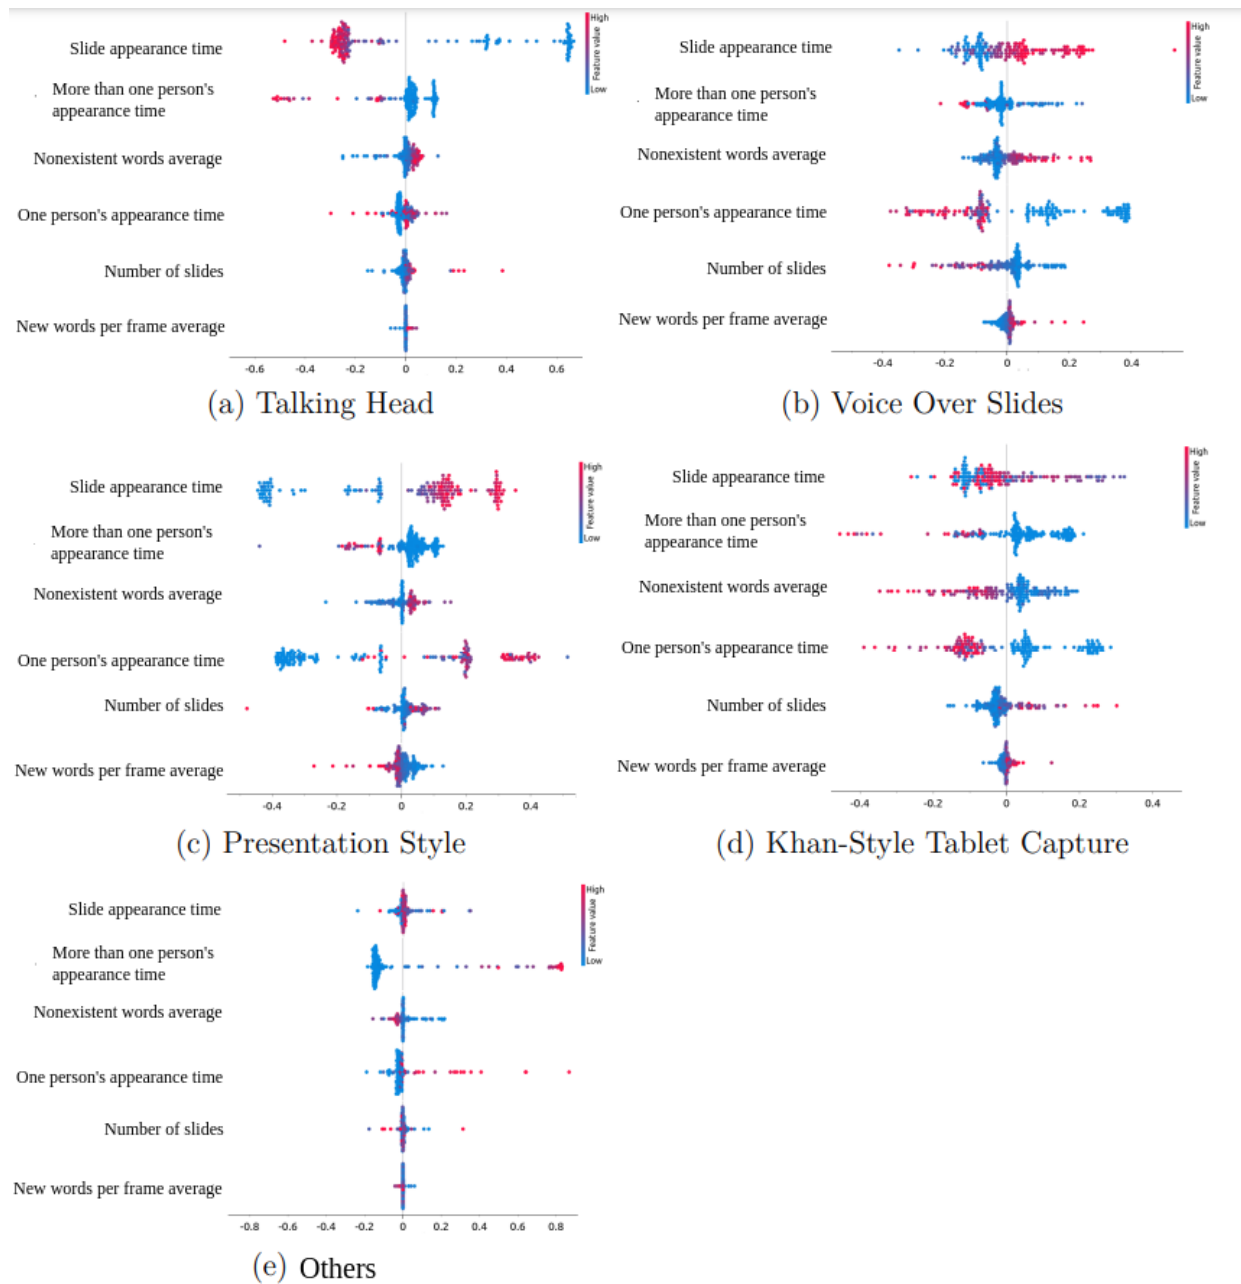 High
Feature value
Low
Slide appearance time
More than one person's
appearance time
Nonexistent words average
One person's appearance time
Number of slides
New words per frame average
-0.6 -0.4 -0.2 0 0.2 0.4 0.6
(a) Talking Head
High
Feature value
Low
Slide appearance time
More than one person's
appearance time
Nonexistent words average
One person's appearance time
Number of slides
New words per frame average
-0.4 -0.2 0 0.2 0.4
(b) Voice Over Slides
High
Feature value
Low
Slide appearance time
More than one person's
appearance time
Nonexistent words average
One person's appearance time
Number of slides
New words per frame average
-0.4 -0.2 0 0.2 0.4
(c) Presentation Style
High
Feature value
Low
Slide appearance time
More than one person's
appearance time
Nonexistent words average
One person's appearance time
Number of slides
New words per frame average
-0.4 -0.2 0 0.2 0.4
(d) Khan-Style Tablet Capture
High
Feature value
Low
Slide appearance time
More than one person's
appearance time
Nonexistent words average
One person's appearance time
Number of slides
New words per frame average
-0.8 -0.6 -0.4 -0.2 0 0.2 0.4 0.6 0.8
(e) Others